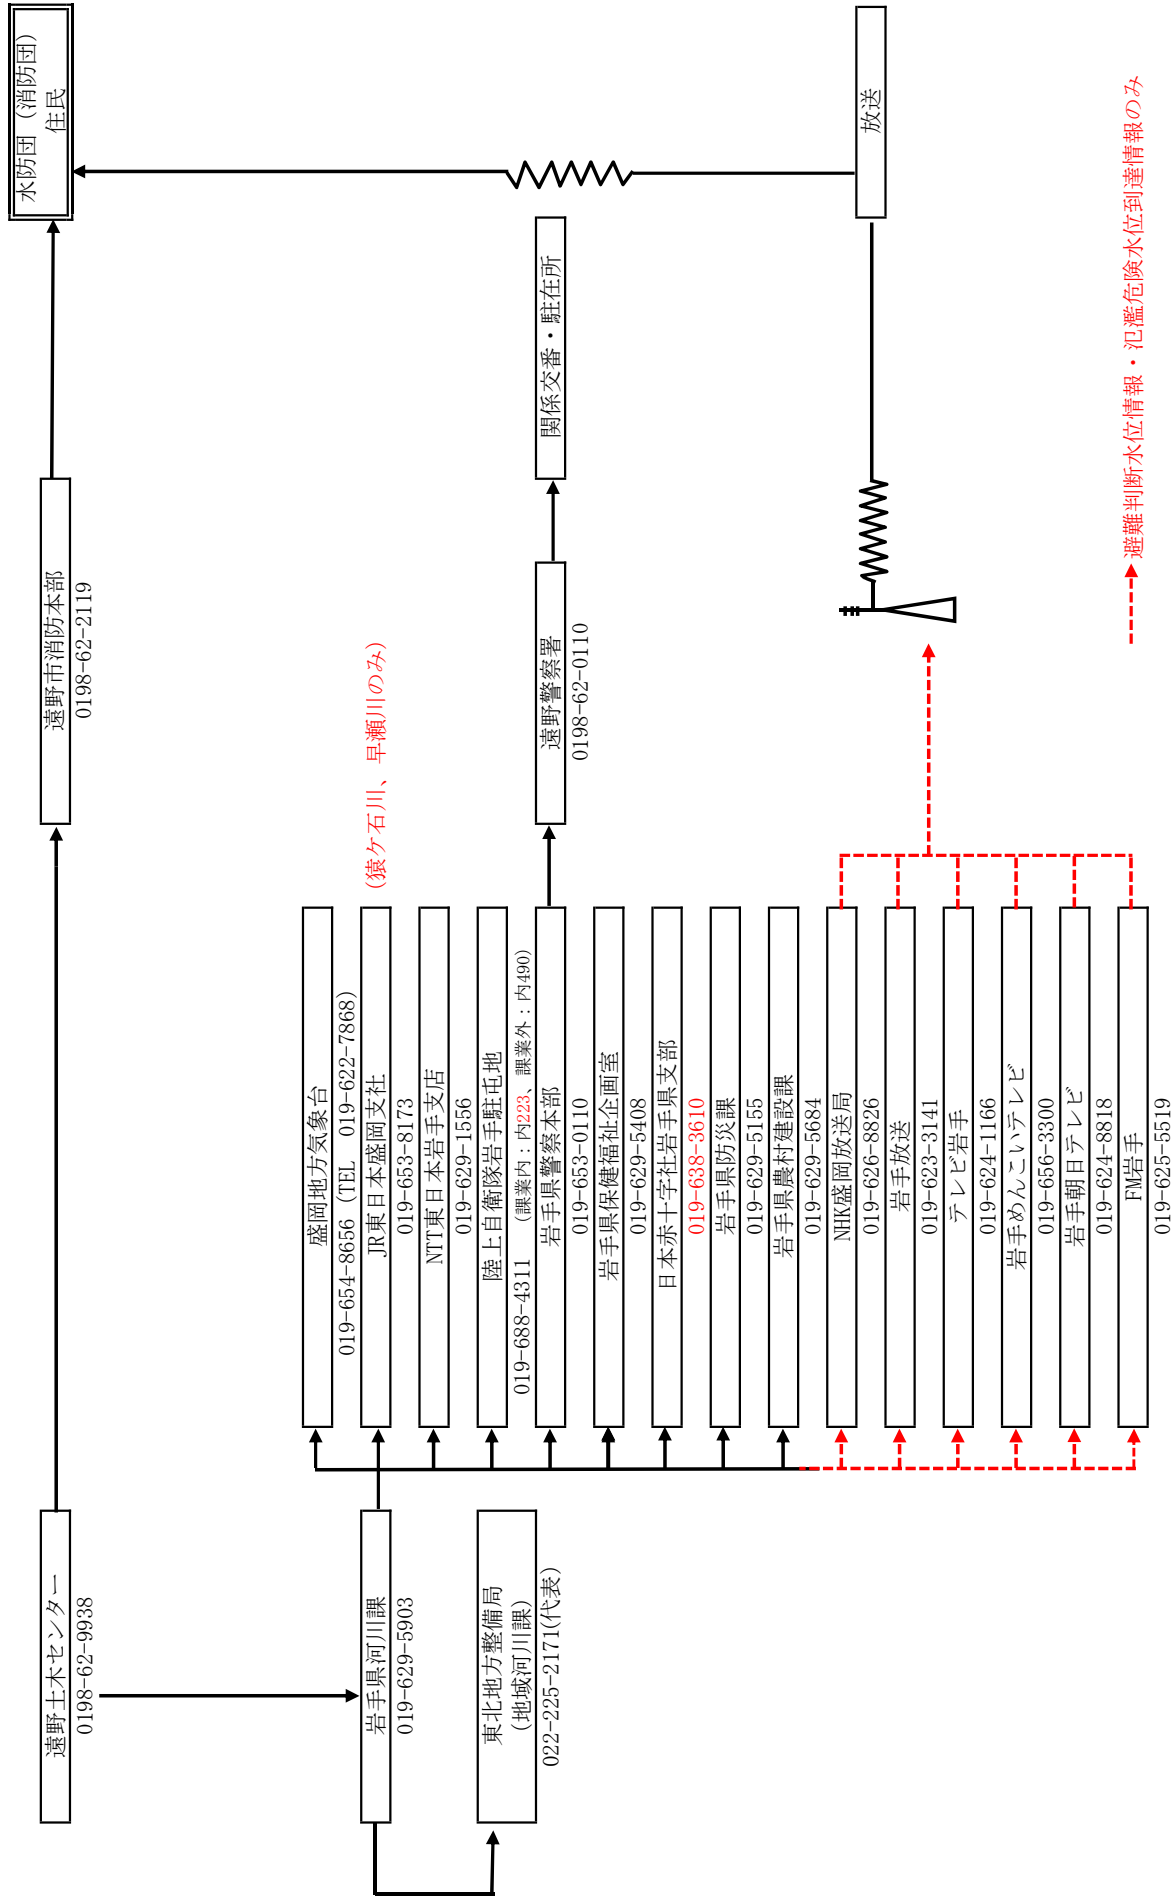 遠野土木センター
0198-62-9938
遠野市消防本部
0198-62-2119
水防団（消防団）
住民
岩手県河川課
019-629-5903
東北地方整備局
（地域河川課）
022-225-2171(代表)
盛岡地方気象台
019-654-8656（TEL　019-622-7868）
JR東日本盛岡支社
(猿ケ石川、早瀬川のみ)
019-653-8173
NTT東日本岩手支店
019-629-1556
陸上自衛隊岩手駐屯地
019-688-4311　（課業内：内223、課業外：内490）
岩手県警察本部
019-653-0110
遠野警察署
0198-62-0110
関係交番・駐在所
岩手県保健福祉企画室
019-629-5408
日本赤十字社岩手県支部
019-638-3610
岩手県防災課
019-629-5155
岩手県農村建設課
019-629-5684
NHK盛岡放送局
019-626-8826
岩手放送
019-623-3141
テレビ岩手
019-624-1166
岩手めんこいテレビ
019-656-3300
岩手朝日テレビ
019-624-8818
FM岩手
019-625-5519
放送
避難判断水位情報・氾濫危険水位到達情報のみ